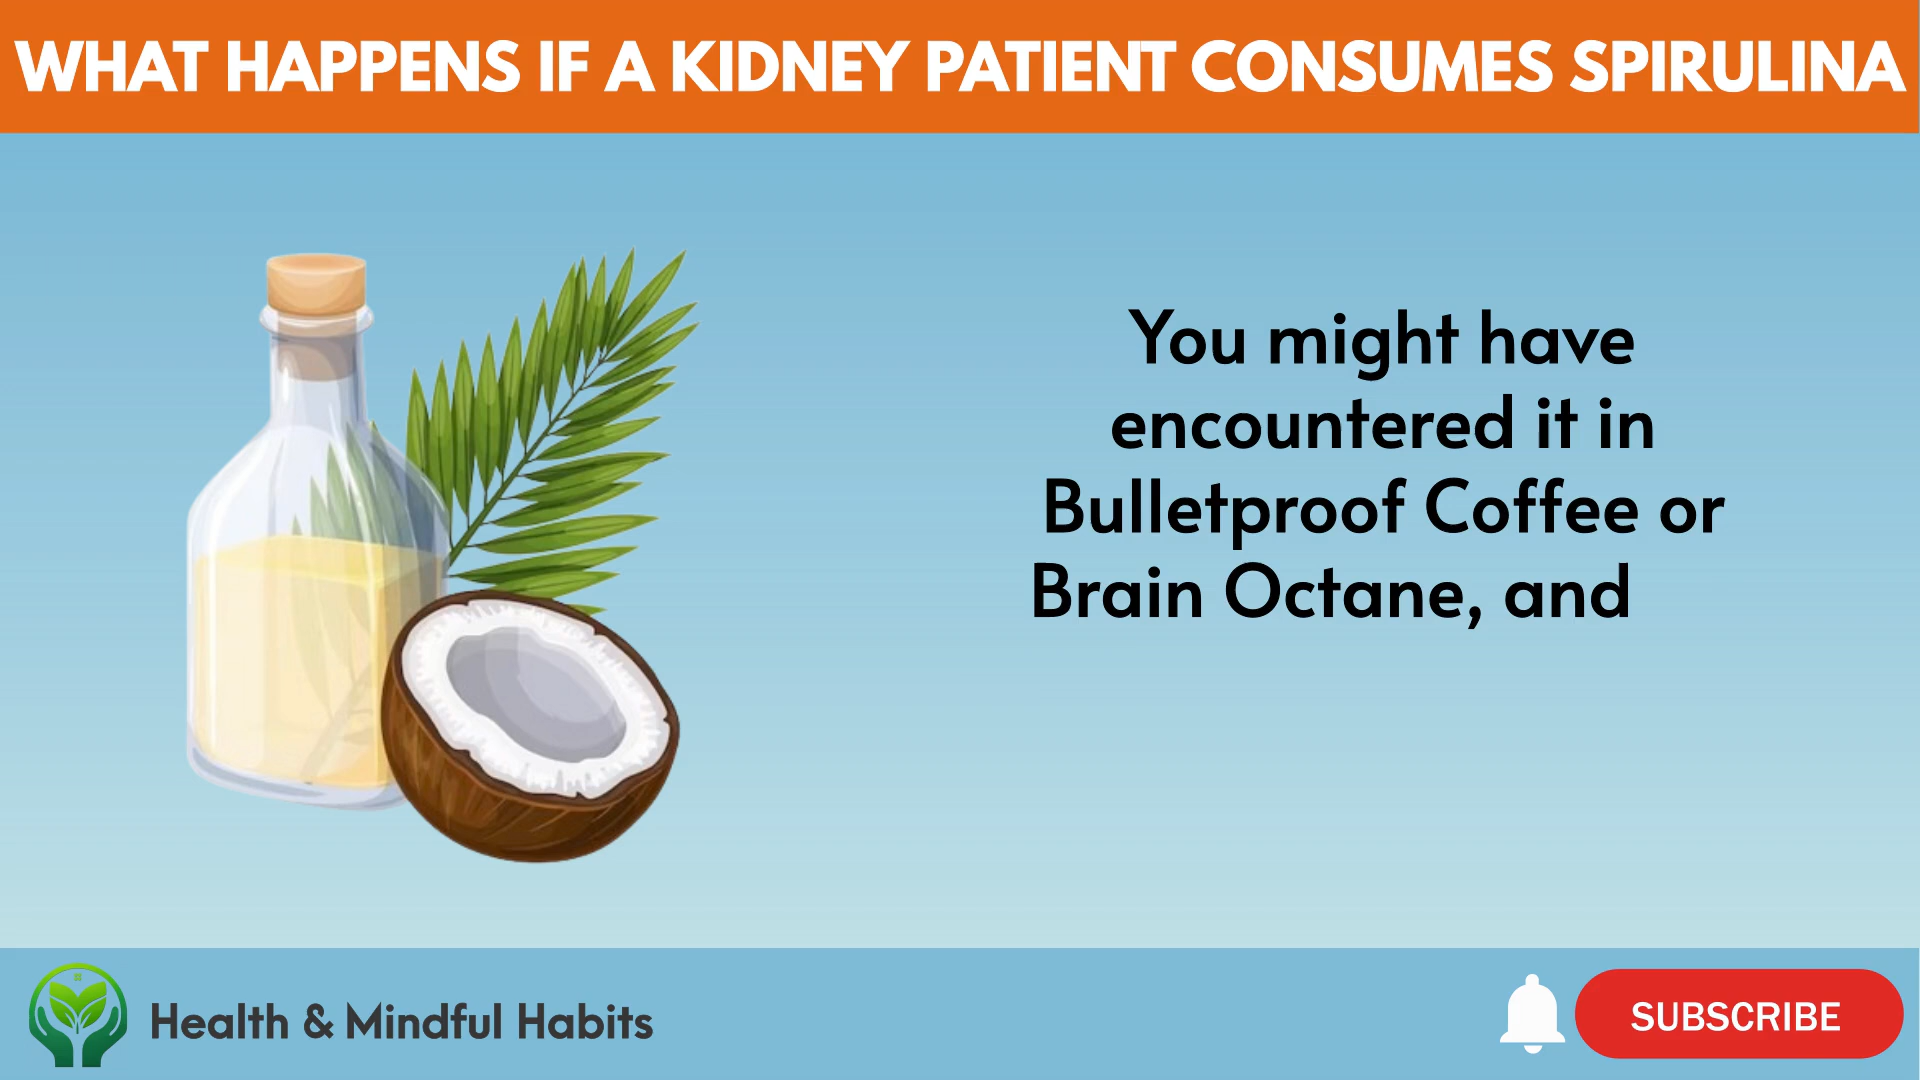 WHAT HAPPENS IF A KIDNEY PATIENT CONSUMES SPIRULINA
You might have
encountered it in
Bulletproof Coffee or
Brain Octane, and
Health & Mindful Habits
SUBSCRIBE